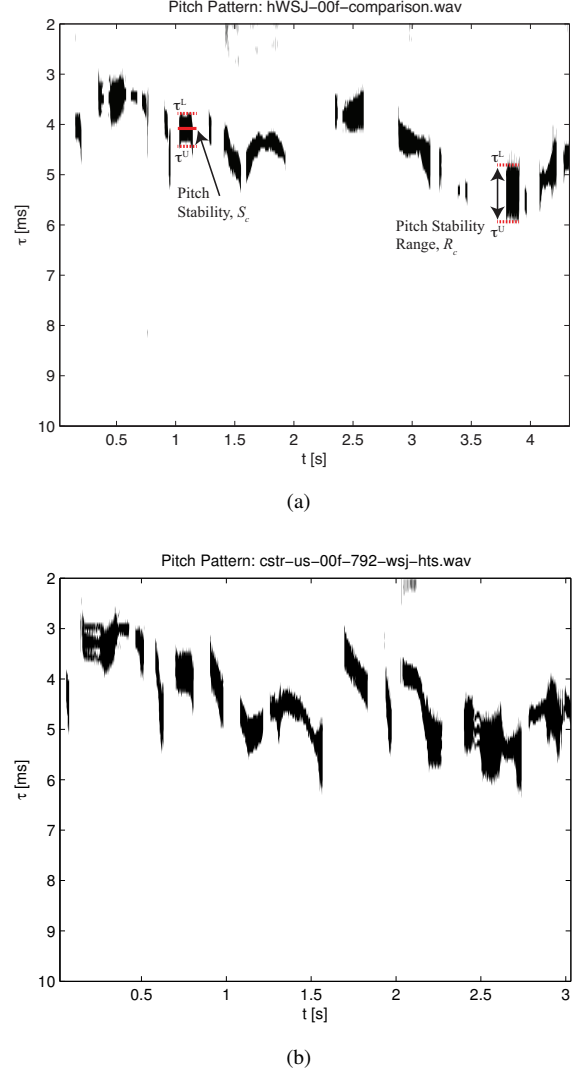 Pitch Pattern: hWSJ−00f−comparison.wav
2
3
4
5
6
7
8
9
10
τ [ms]
τL
τU
Pitch
Stability, Sc
τL
τU
Pitch Stability
Range, Rc
0.5 1 1.5 2 2.5 3 3.5 4
t [s]
(a)
Pitch Pattern: cstr−us−00f−792−wsj−hts.wav
2
3
4
5
6
7
8
9
10
τ [ms]
0.5 1 1.5 2 2.5 3
t [s]
(b)